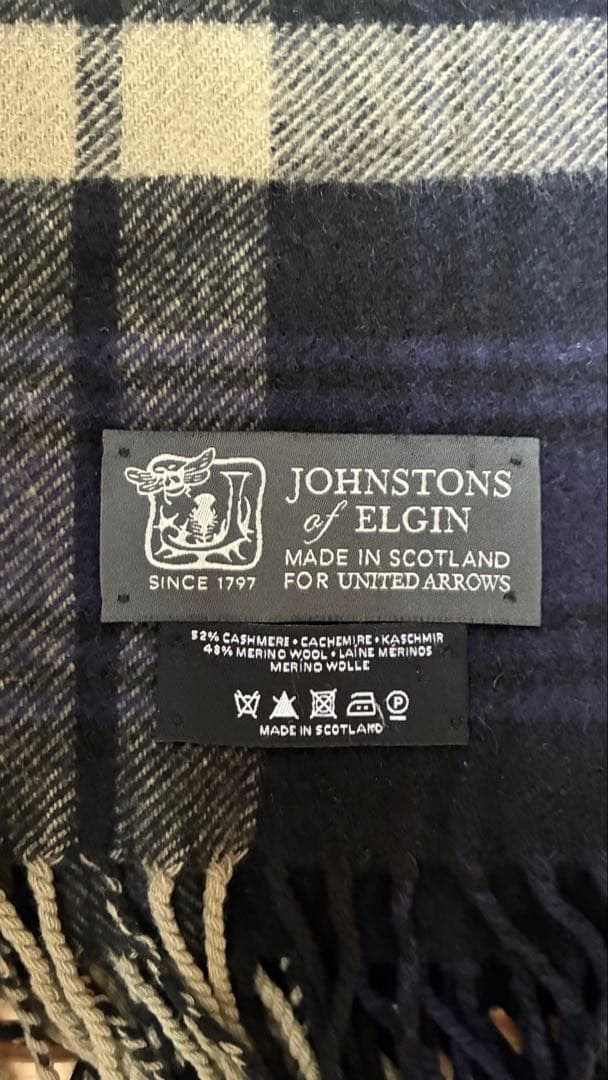 JOHNSTONS
of ELGIN
MADE IN SCOTLAND
FOR UNITED ARROWS
SINCE 1797
52% CASHMERE • CACHEMIRE • KASCHMIR
48% MERINO WOOL • LAINE MÉRINOS
MERINO WOLLE
P
MADE IN SCOTLAND